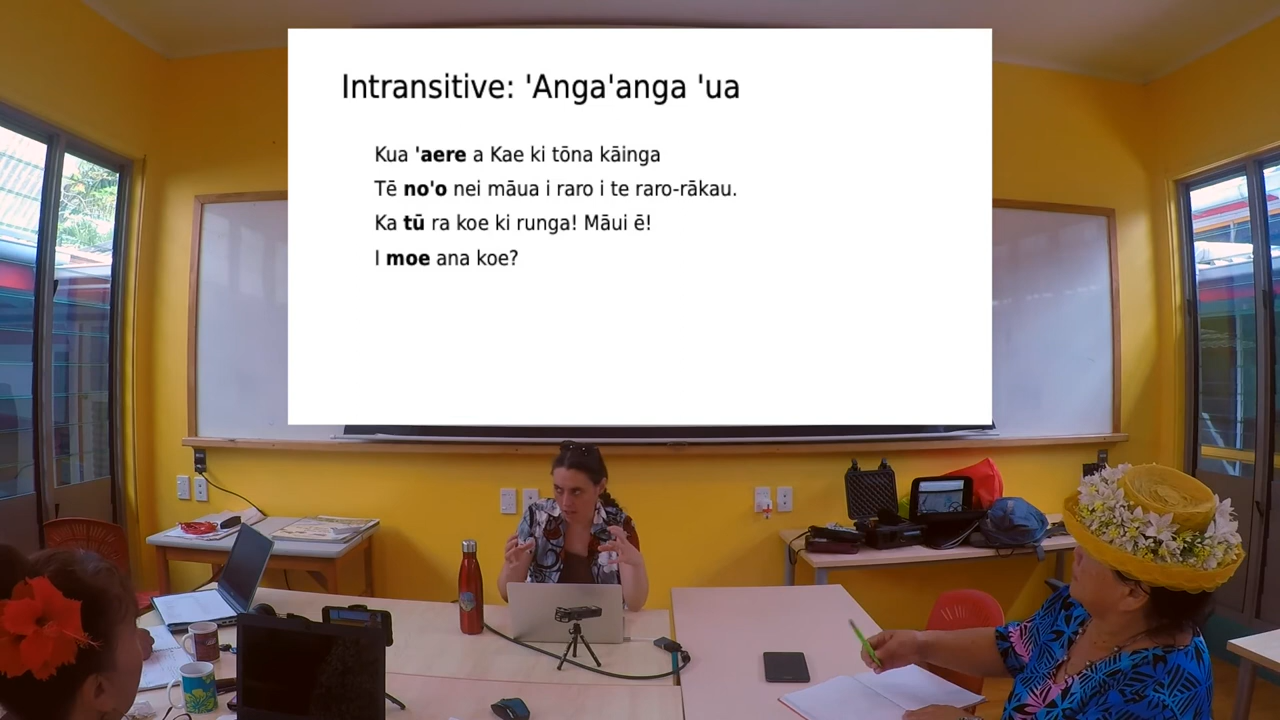 Intransitive: 'Anga'anga 'ua
Kua 'aere a Kae ki tōna kāinga
Tē no'o nei māua i raro i te raro-rākau.
Ka tū ra koe ki runga! Māui ē!
I moe ana koe?